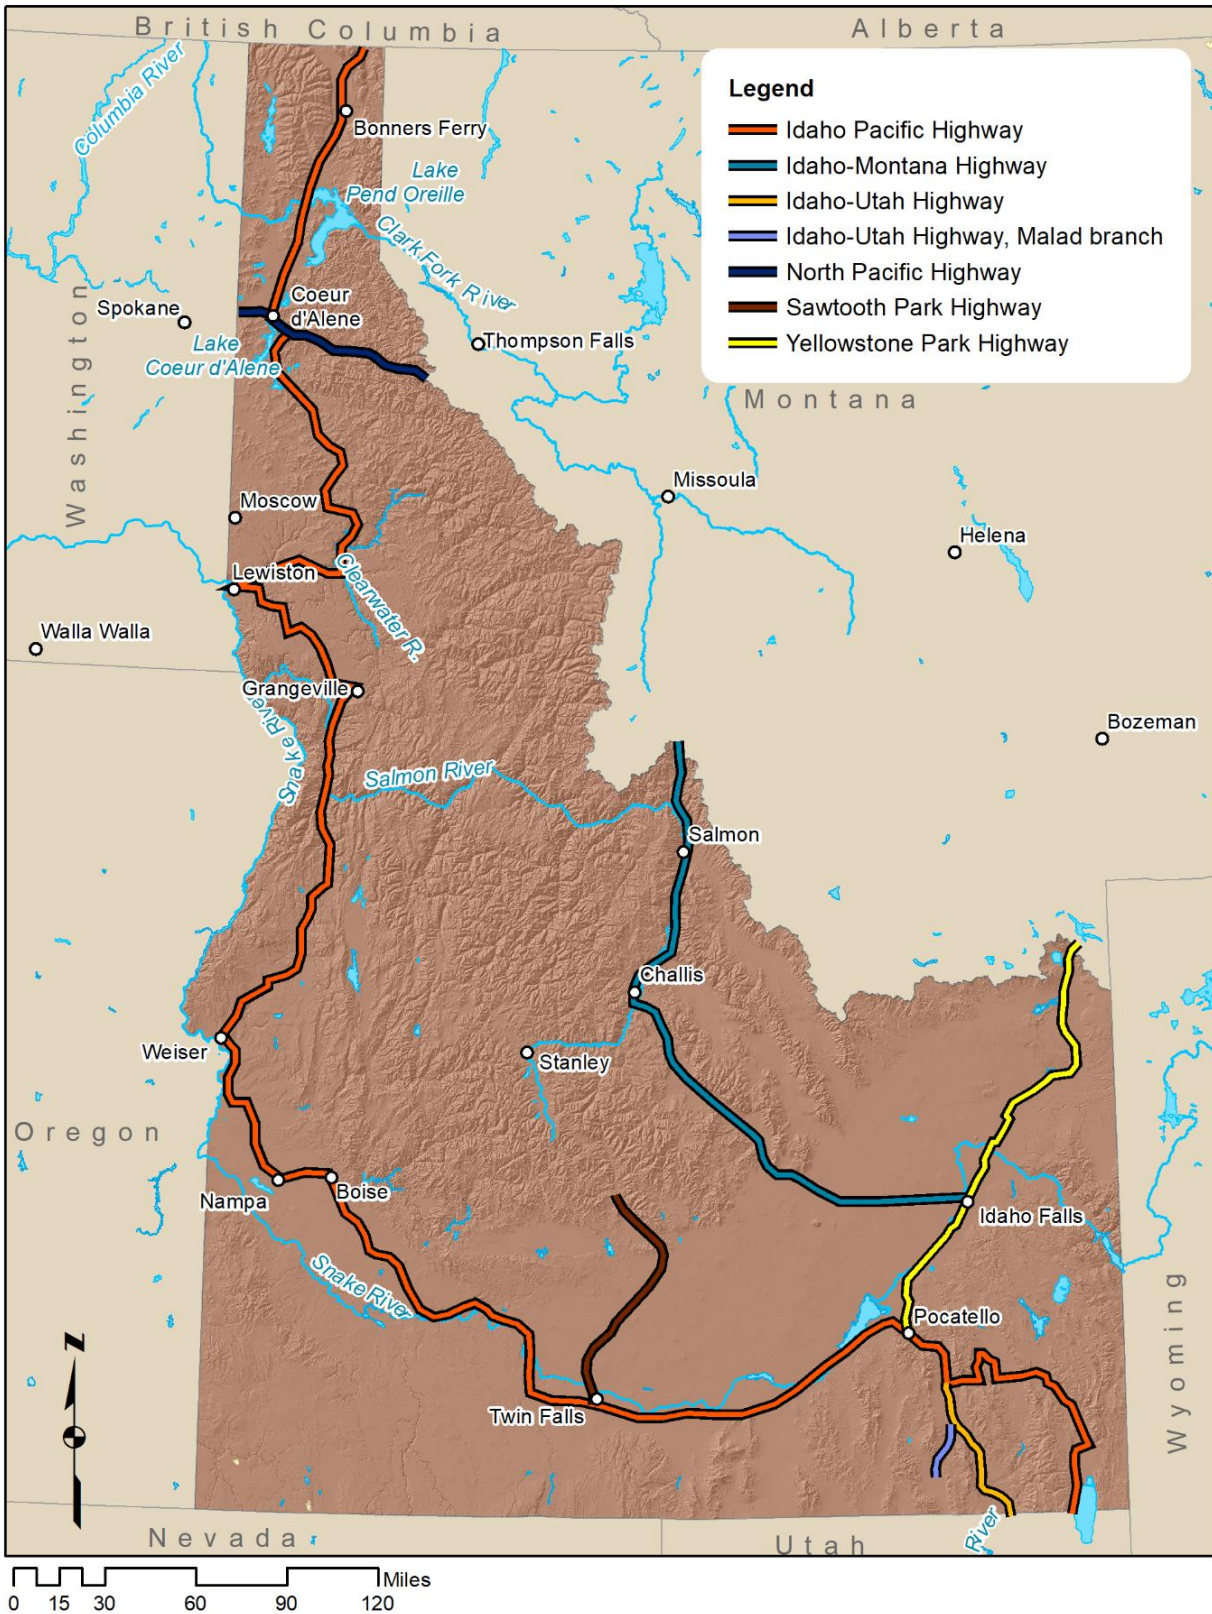 British Columbia
Alberta
Columbia River
Legend
Idaho Pacific Highway
Idaho-Montana Highway
Idaho-Utah Highway
Idaho-Utah Highway, Malad branch
North Pacific Highway
Sawtooth Park Highway
Yellowstone Park Highway
Bonners Ferry
Lake
Pend Oreille
Clark Fork River
Coeur
d'Alene
Spokane
Thompson Falls
Lake
Coeur d'Alene
Washington
Montana
Missoula
Moscow
Helena
Lewiston
Clearwater R.
Walla Walla
Grangeville
Snake River
Bozeman
Salmon River
Salmon
Challis
Weiser
Stanley
Oregon
Nampa
Boise
Idaho Falls
Snake River
Pocatello
Wyoming
Z
Twin Falls
Nevada
Utah
River
Miles
0 15 30 60 90 120